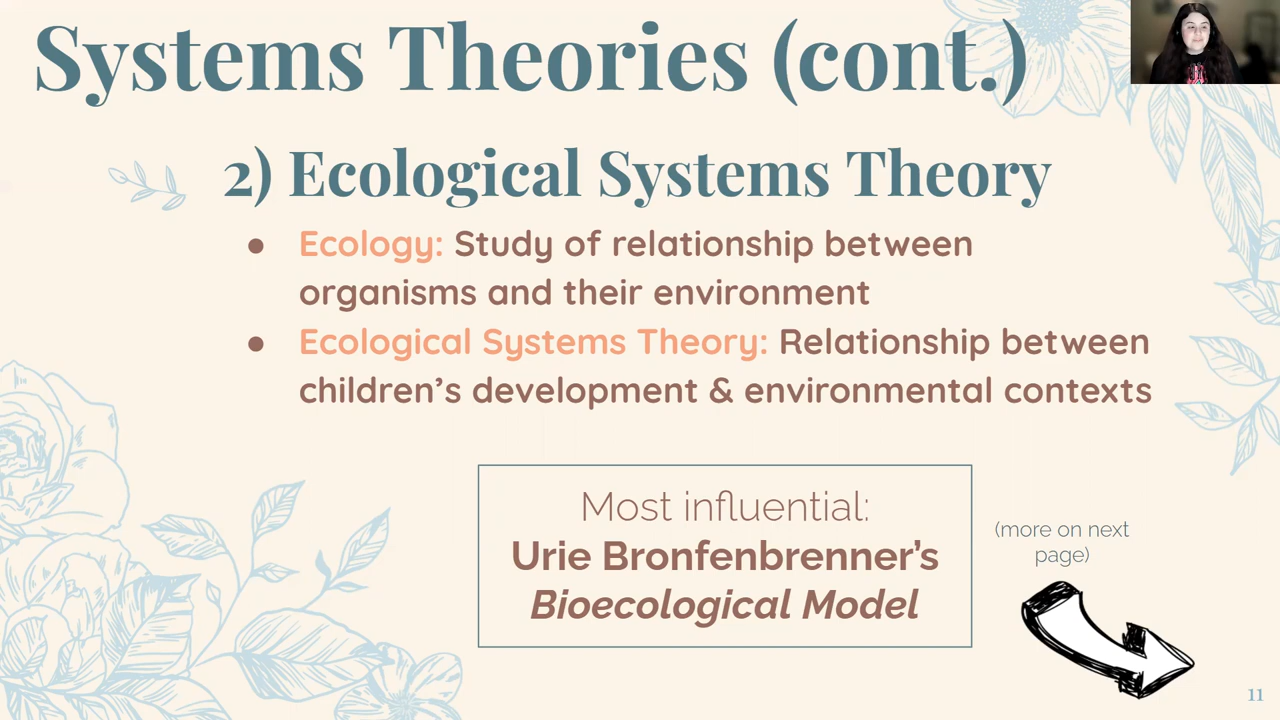 Systems Theories (cont.)
2) Ecological Systems Theory
● Ecology: Study of relationship between
organisms and their environment
● Ecological Systems Theory: Relationship between
children’s development & environmental contexts
Most influential:
Urie Bronfenbrenner’s
Bioecological Model
(more on next
page)
11